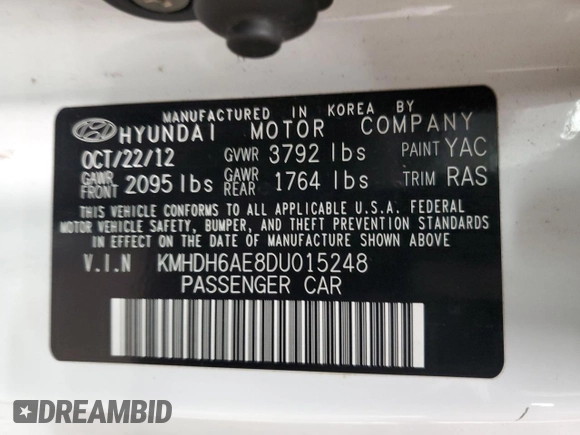 MANUFACTURED IN KOREA BY
HYUNDAI MOTOR COMPANY
OCT/22/12 GVWR 3792 lbs PAINT YAC
GAWR FRONT 2095 lbs GAWR REAR 1764 lbs TRIM RAS
THIS VEHICLE CONFORMS TO ALL APPLICABLE U.S.A. FEDERAL
MOTOR VEHICLE SAFETY, BUMPER, AND THEFT PREVENTION STANDARDS
IN EFFECT ON THE DATE OF MANUFACTURE SHOWN ABOVE
V.I.N KMHDH6AE8DU015248
PASSENGER CAR
DREAMBID